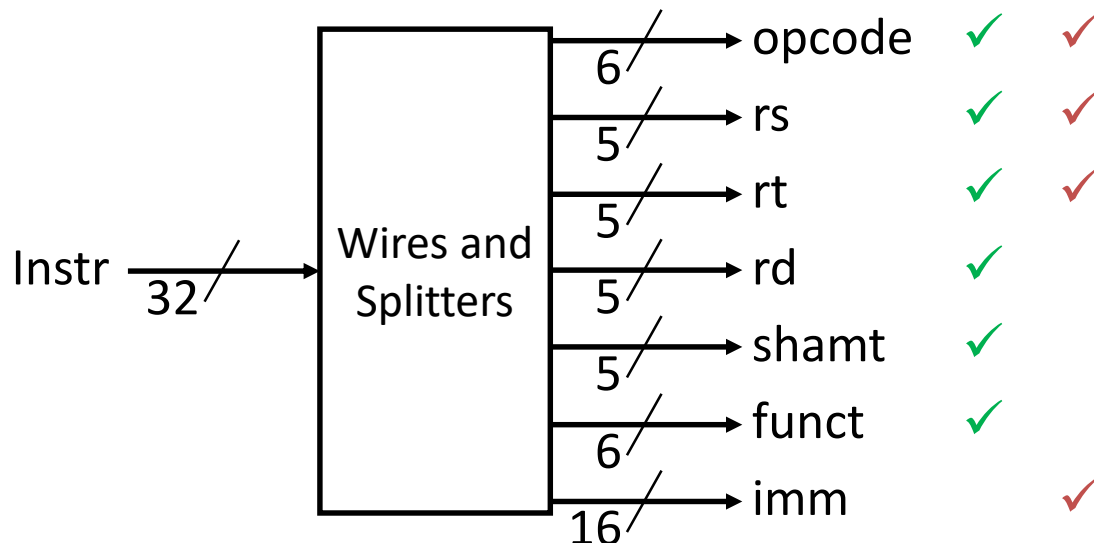 opcode ✓ ✓
6
rs ✓ ✓
5
rt ✓ ✓
5
Wires and
Splitters
Instr
32
rd ✓
5
shamt ✓
5
funct ✓
6
imm ✓
16